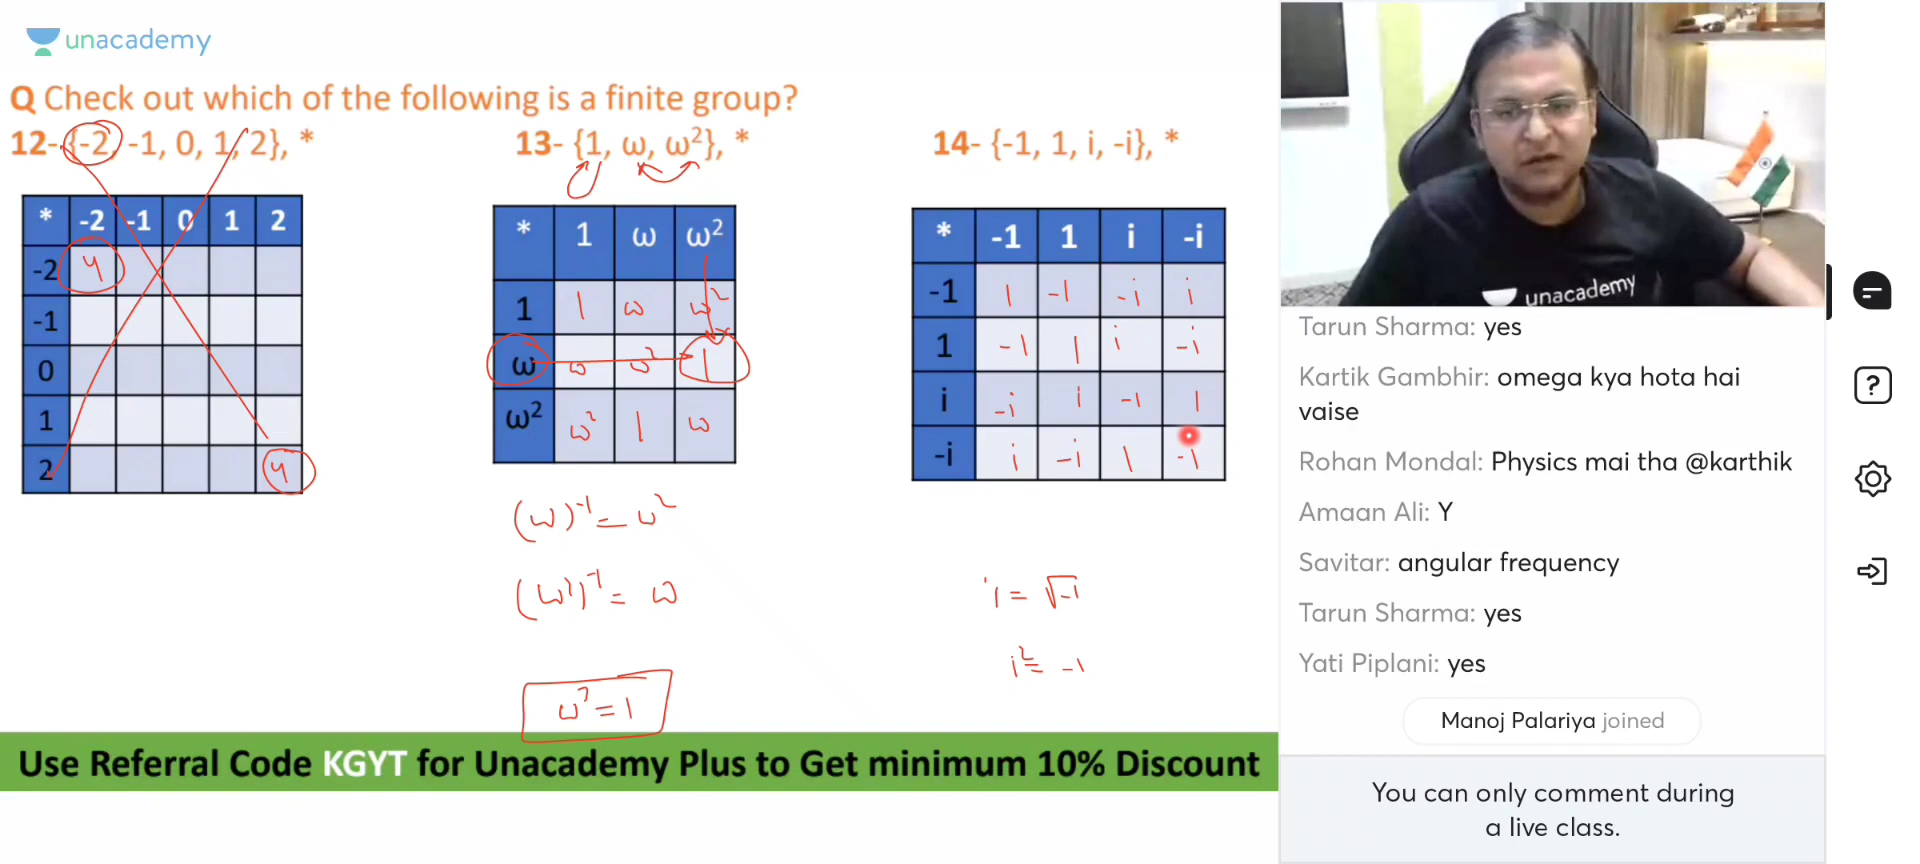 unacademy
Q Check out which of the following is a finite group?
12- {-2, -1, 0, 1, 2}, *
13- {1, ω, ω²}, *
14- {-1, 1, i, -i}, *
* -2 -1 0 1 2
-2 4
-1
0
1
2 4
* 1 ω ω²
1 1 ω ω²
ω ω ω² 1
ω² ω² 1 ω
(ω)⁻¹ = ω²
(ω²)⁻¹ = ω
ω³ = 1
* -1 1 i -i
-1 1 -1 -i i
1 -1 1 i -i
i -i i -1 1
-i i -i 1 -1
i = √-1
i² = -1
Use Referral Code KGYT for Unacademy Plus to Get minimum 10% Discount
unacademy
Tarun Sharma: yes
Kartik Gambhir: omega kya hota hai
vaise
Rohan Mondal: Physics mai tha @karthik
Amaan Ali: Y
Savitar: angular frequency
Tarun Sharma: yes
Yati Piplani: yes
Manoj Palariya joined
You can only comment during
a live class.